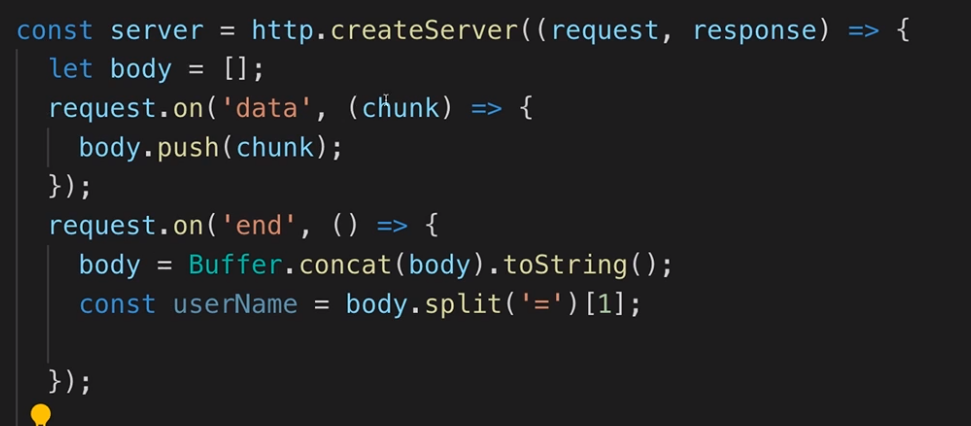 const server = http.createServer((request, response) => {
let body = [];
request.on('data', (chunk) => {
body.push(chunk);
});
request.on('end', () => {
body = Buffer.concat(body).toString();
const userName = body.split('=')[1];
});